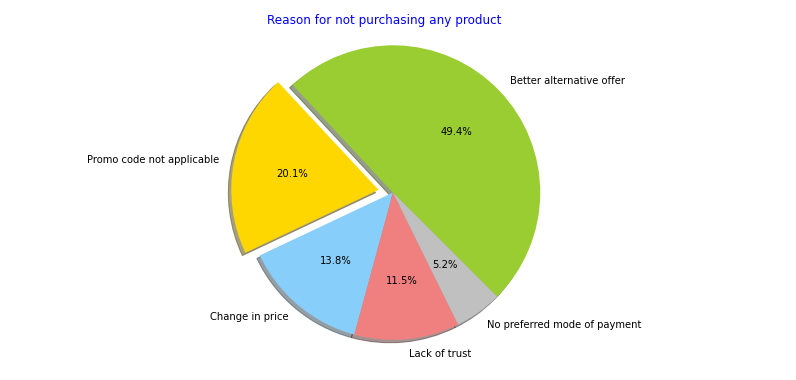 Reason for not purchasing any product
Better alternative offer
49.4%
Promo code not applicable
20.1%
13.8%
Change in price
11.5%
Lack of trust
5.2%
No preferred mode of payment